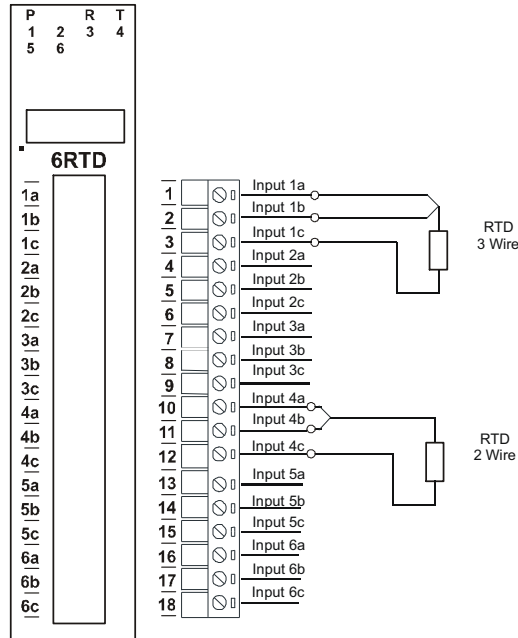 P R T
1 2 3 4
5 6
6RTD
1a
1b
1c
2a
2b
2c
3a
3b
3c
4a
4b
4c
5a
5b
5c
6a
6b
6c
1 Input 1a
2 Input 1b
3 Input 1c
4 Input 2a
5 Input 2b
6 Input 2c
7 Input 3a
8 Input 3b
9 Input 3c
10 Input 4a
11 Input 4b
12 Input 4c
13 Input 5a
14 Input 5b
15 Input 5c
16 Input 6a
17 Input 6b
18 Input 6c
RTD
3 Wire
RTD
2 Wire